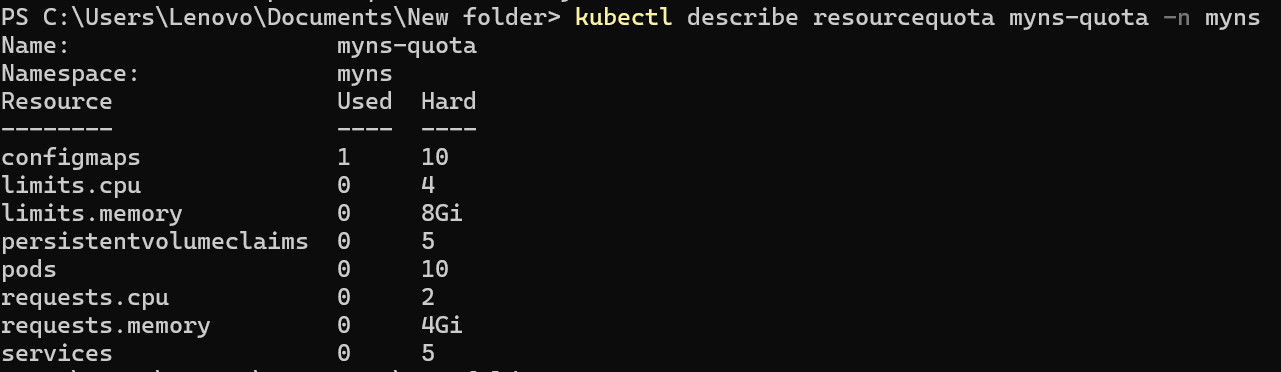 PS C:\Users\Lenovo\Documents\New folder> kubectl describe resourcequota myns-quota -n myns
Name:                   myns-quota
Namespace:              myns
Resource                Used  Hard
--------                ----  ----
configmaps              1     10
limits.cpu              0     4
limits.memory           0     8Gi
persistentvolumeclaims  0     5
pods                    0     10
requests.cpu            0     2
requests.memory         0     4Gi
services                0     5